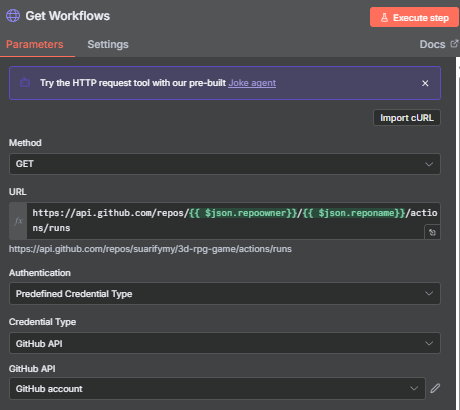 Get Workflows
Execute step
Parameters
Settings
Docs
Try the HTTP request tool with our pre-built Joke agent
Import cURL
Method
GET
URL
fx
https://api.github.com/repos/{{ $json.repoowner}}/{{ $json.reponame}}/actio
ns/runs
https://api.github.com/repos/suarifymy/3d-rpg-game/actions/runs
Authentication
Predefined Credential Type
Credential Type
GitHub API
GitHub API
GitHub account